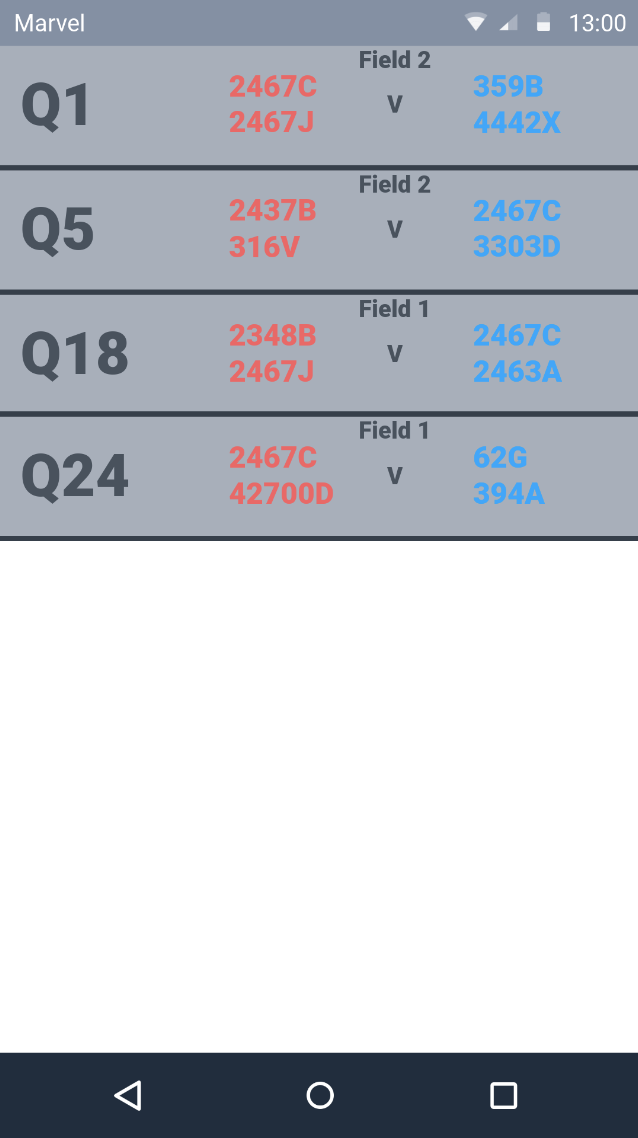 Marvel 13:00
Field 2
Q1 2467C V 359B
2467J 4442X
Field 2
Q5 2437B V 2467C
316V 3303D
Field 1
Q18 2348B V 2467C
2467J 2463A
Field 1
Q24 2467C V 62G
42700D 394A